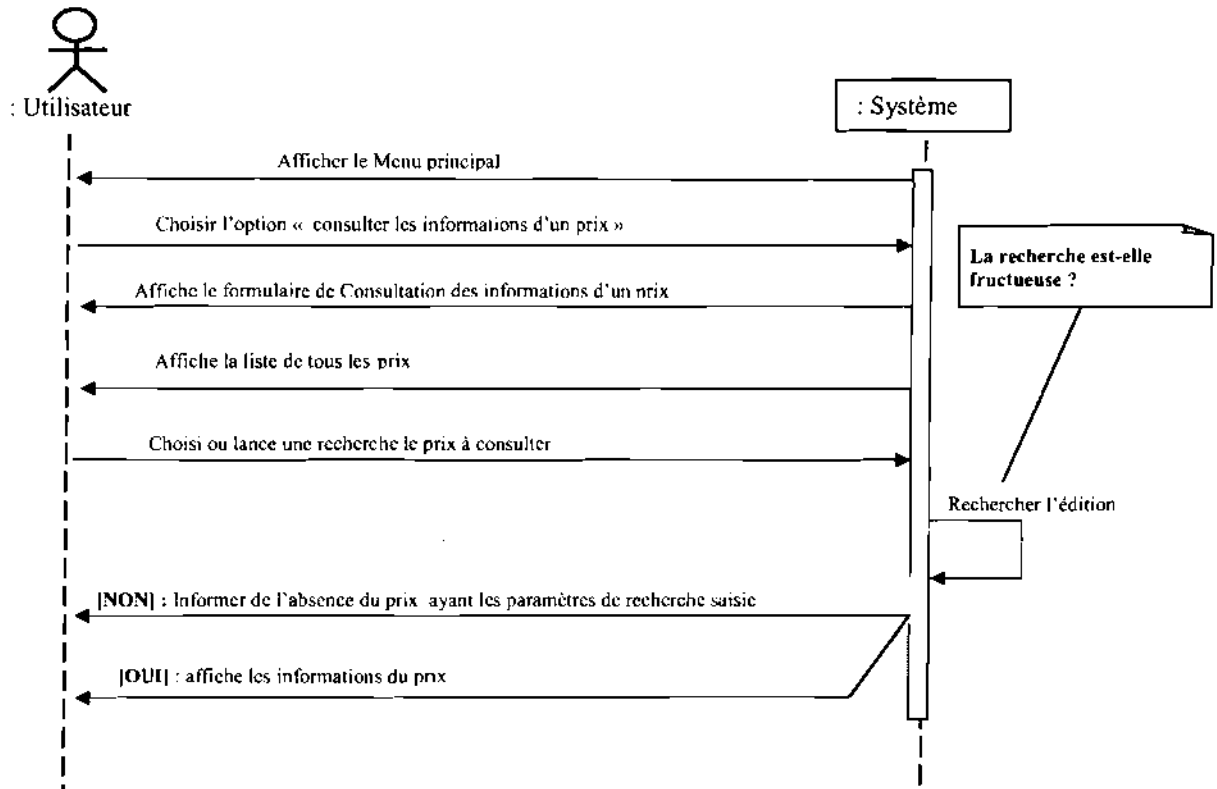 : Utilisateur
: Système
Afficher le Menu principal
Choisir l'option « consulter les informations d'un prix »
La recherche est-elle
fructueuse ?
Affiche le formulaire de Consultation des informations d'un prix
Affiche la liste de tous les prix
Choisi ou lance une recherche le prix à consulter
Rechercher l'édition
[NON] : Informer de l'absence du prix ayant les paramètres de recherche saisie
[OUI] : affiche les informations du prix